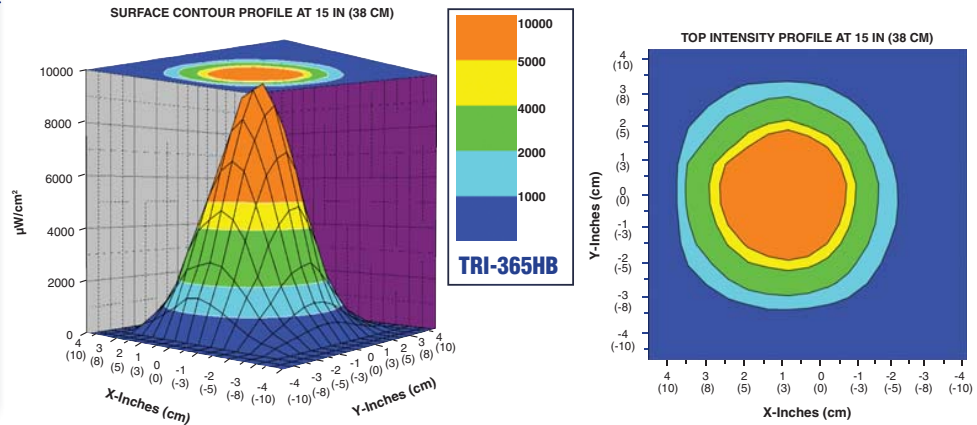 SURFACE CONTOUR PROFILE AT 15 IN (38 CM)
10000
8000
6000
4000
2000
0
µW/cm²
4 3 2 1 0 -1 -2 -3 -4
(10) (8) (5) (3) (0) (-3) (-5) (-8) (-10)
X-Inches (cm)
-4 -3 -2 -1 0 1 2 3 4
(-10) (-8) (-5) (-3) (0) (3) (5) (8) (10)
Y-Inches (cm)
10000
5000
4000
2000
1000
TRI-365HB
TOP INTENSITY PROFILE AT 15 IN (38 CM)
4
(10)
3
(8)
2
(5)
1
(3)
0
(0)
-1
(-3)
-2
(-5)
-3
(-8)
-4
(-10)
Y-Inches (cm)
4 3 2 1 0 -1 -2 -3 -4
(10) (8) (5) (3) (0) (-3) (-5) (-8) (-10)
X-Inches (cm)